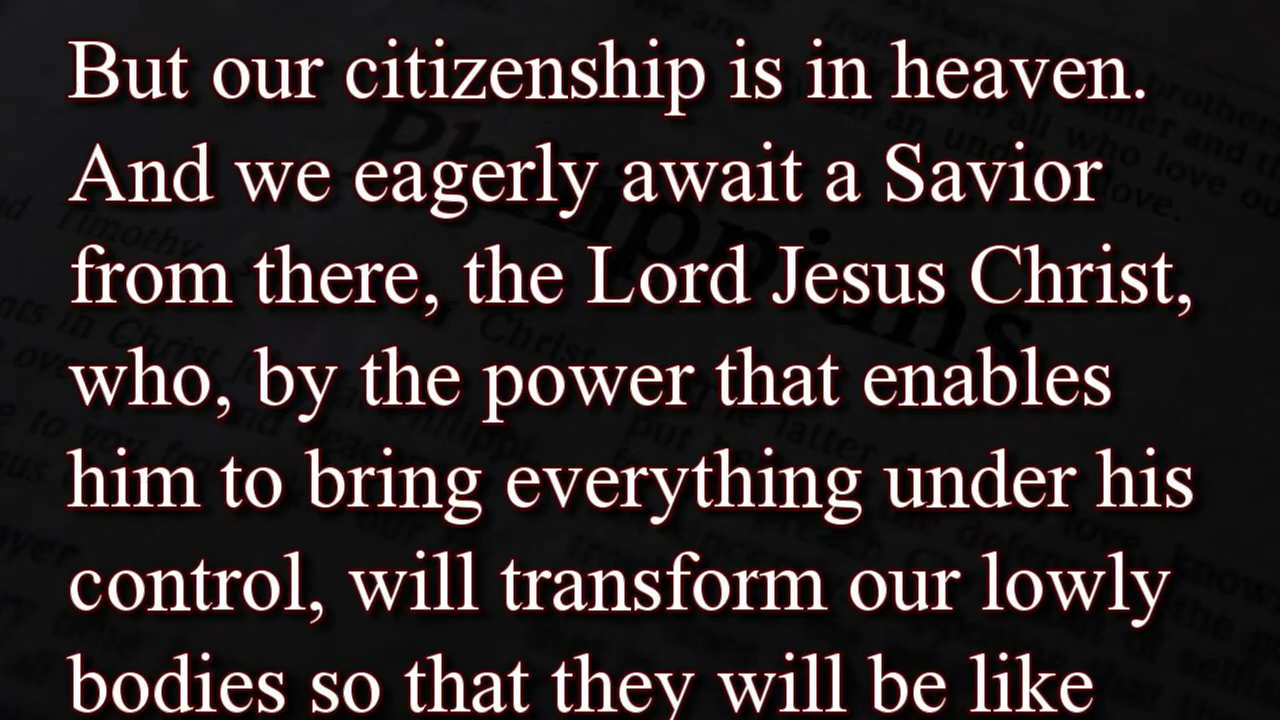 But our citizenship is in heaven.
And we eagerly await a Savior
from there, the Lord Jesus Christ,
who, by the power that enables
him to bring everything under his
control, will transform our lowly
bodies so that they will be like
Philippians